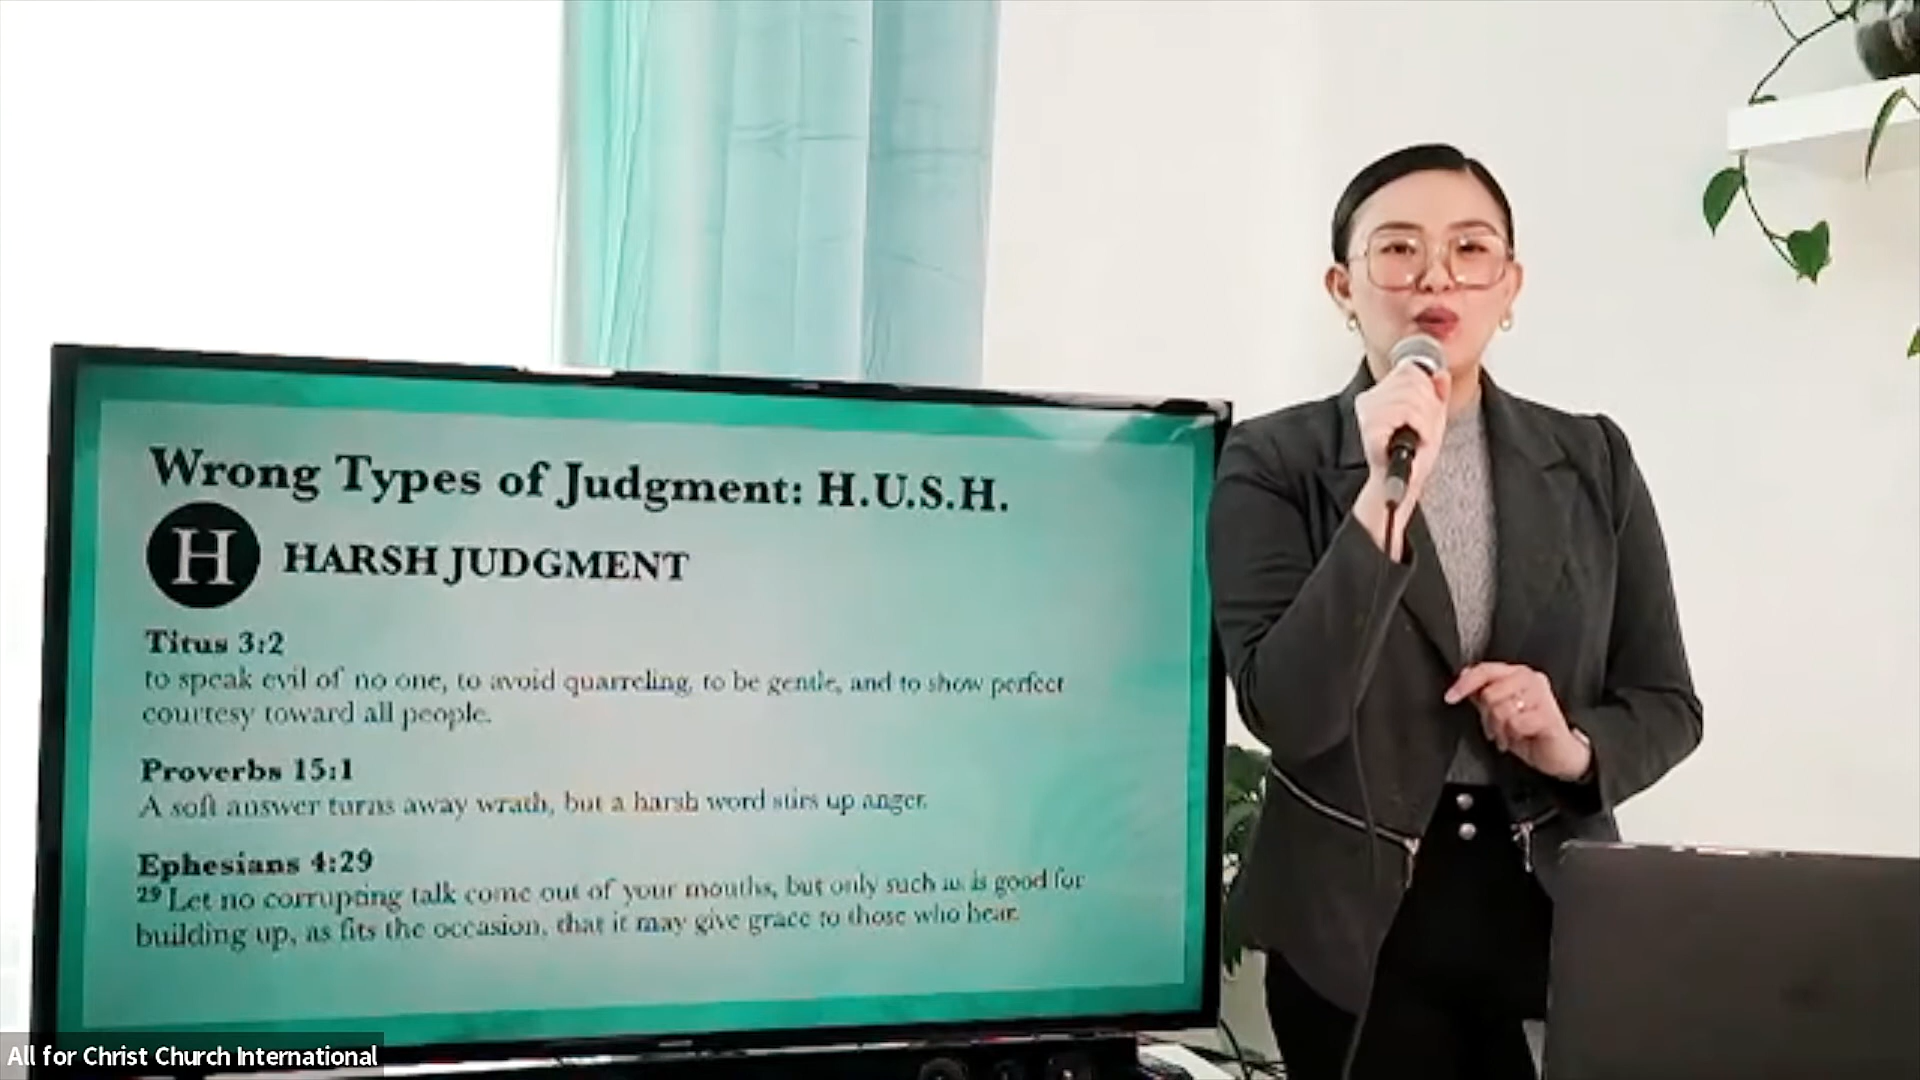 Wrong Types of Judgment: H.U.S.H.
H HARSH JUDGMENT
Titus 3:2
to speak evil of no one, to avoid quarreling, to be gentle, and to show perfect
courtesy toward all people.
Proverbs 15:1
A soft answer turns away wrath, but a harsh word stirs up anger.
Ephesians 4:29
29 Let no corrupting talk come out of your mouths, but only such as is good for
building up, as fits the occasion, that it may give grace to those who hear.
All for Christ Church International